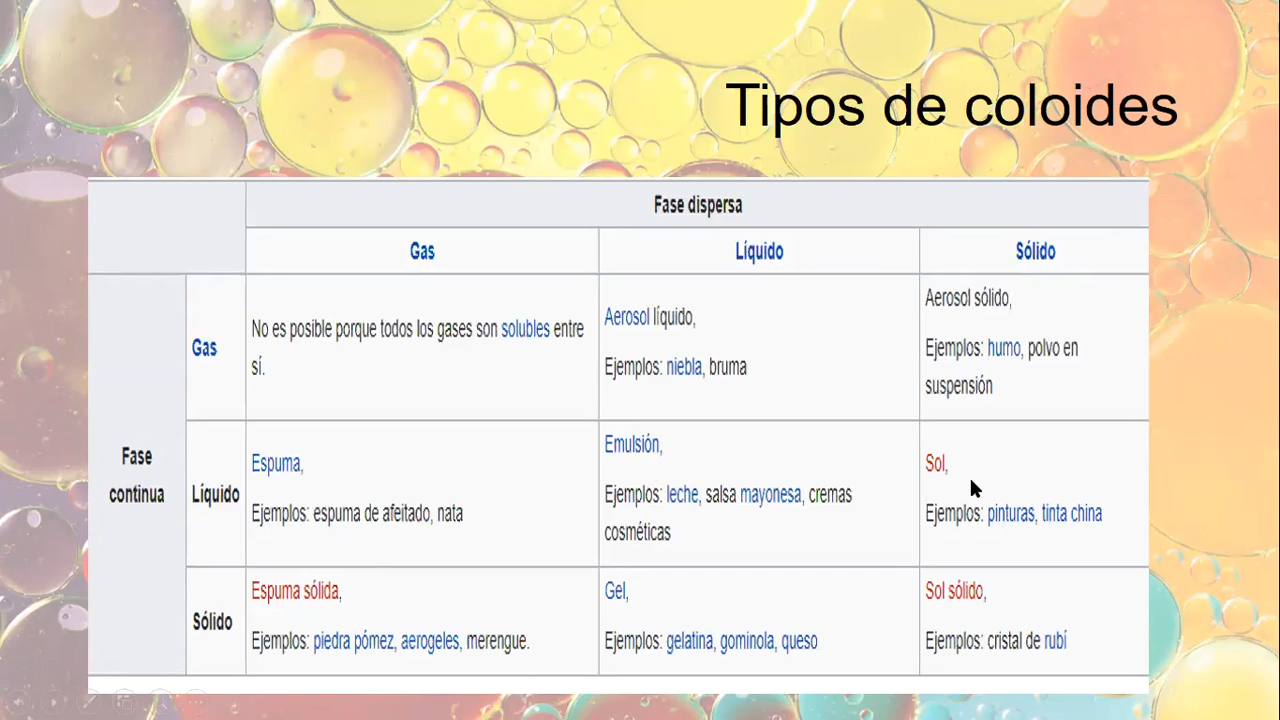 Tipos de coloides
Fase dispersa
Gas
Líquido
Sólido
Fase
continua
Gas
No es posible porque todos los gases son solubles entre
sí.
Aerosol líquido,
Ejemplos: niebla, bruma
Aerosol sólido,
Ejemplos: humo, polvo en
suspensión
Líquido
Espuma,
Ejemplos: espuma de afeitado, nata
Emulsión,
Ejemplos: leche, salsa mayonesa, cremas
cosméticas
Sol,
Ejemplos: pinturas, tinta china
Sólido
Espuma sólida,
Ejemplos: piedra pómez, aerogeles, merengue.
Gel,
Ejemplos: gelatina, gominola, queso
Sol sólido,
Ejemplos: cristal de rubí